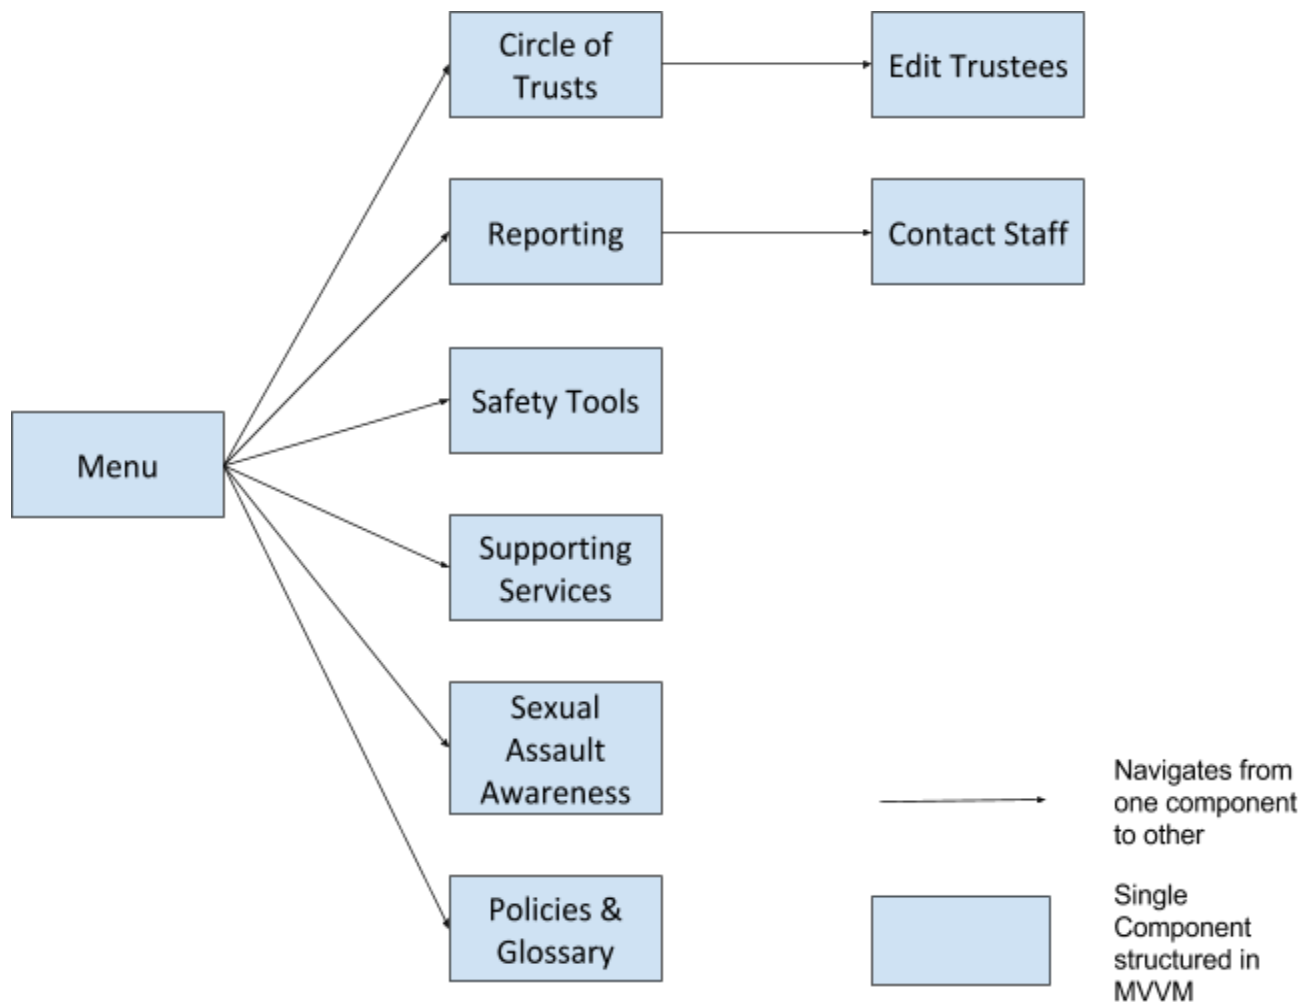 Circle of
Trusts
Edit Trustees
Reporting
Contact Staff
Safety Tools
Menu
Supporting
Services
Sexual
Assault
Awareness
Policies &
Glossary
Navigates from
one component
to other
Single
Component
structured in
MVVM